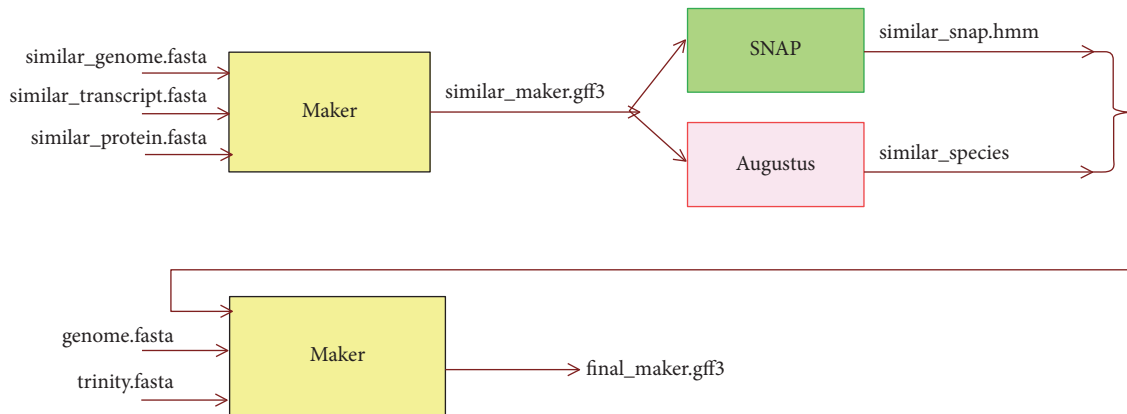 similar_genome.fasta
similar_transcript.fasta
similar_protein.fasta
Maker
similar_maker.gff3
SNAP
similar_snap.hmm
Augustus
similar_species
genome.fasta
trinity.fasta
Maker
final_maker.gff3